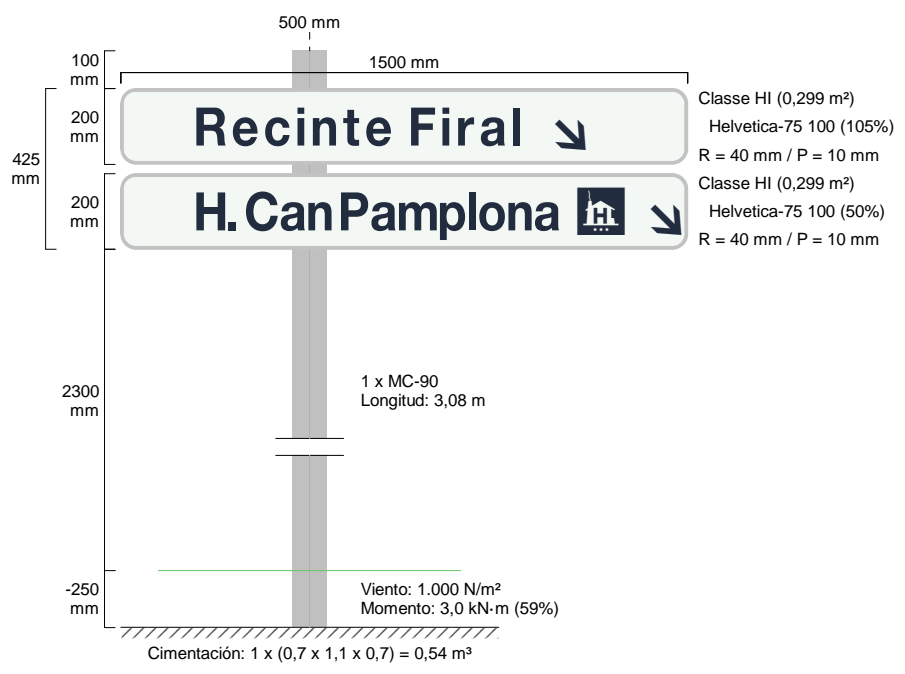 500 mm
100
mm
1500 mm
200
mm
Recinte Firal
Classe HI (0,299 m²)
Helvetica-75 100 (105%)
R = 40 mm / P = 10 mm
425
mm
200
mm
H. Can Pamplona
H
Classe HI (0,299 m²)
Helvetica-75 100 (50%)
R = 40 mm / P = 10 mm
2300
mm
1 x MC-90
Longitud: 3,08 m
-250
mm
Viento: 1.000 N/m²
Momento: 3,0 kN·m (59%)
Cimentación: 1 x (0,7 x 1,1 x 0,7) = 0,54 m³